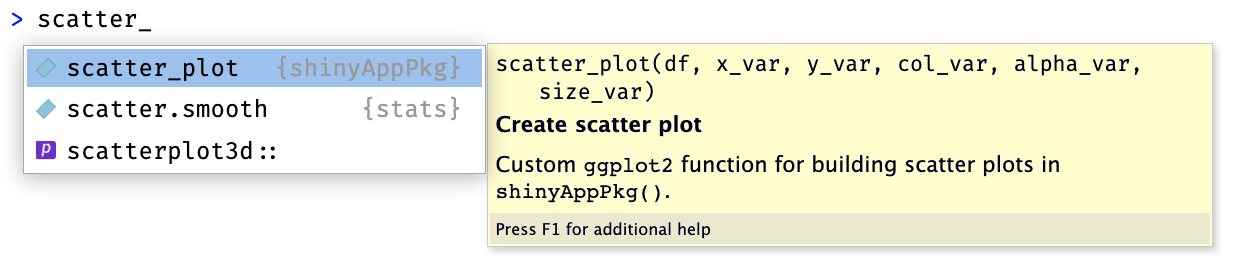 > scatter_
scatter_plot {shinyAppPkg}
scatter.smooth {stats}
p scatterplot3d::
scatter_plot(df, x_var, y_var, col_var, alpha_var,
size_var)
Create scatter plot
Custom ggplot2 function for building scatter plots in
shinyAppPkg().
Press F1 for additional help